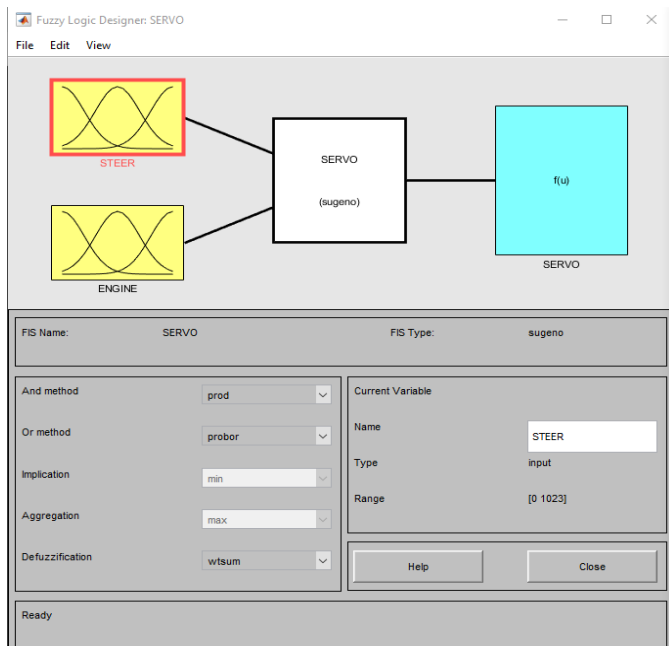 Fuzzy Logic Designer: SERVO
File Edit View
STEER
ENGINE
SERVO
(sugeno)
f(u)
SERVO
FIS Name: SERVO FIS Type: sugeno
And method prod
Or method probor
Implication min
Aggregation max
Defuzzification wtsum
Current Variable
Name STEER
Type input
Range [0 1023]
Help Close
Ready